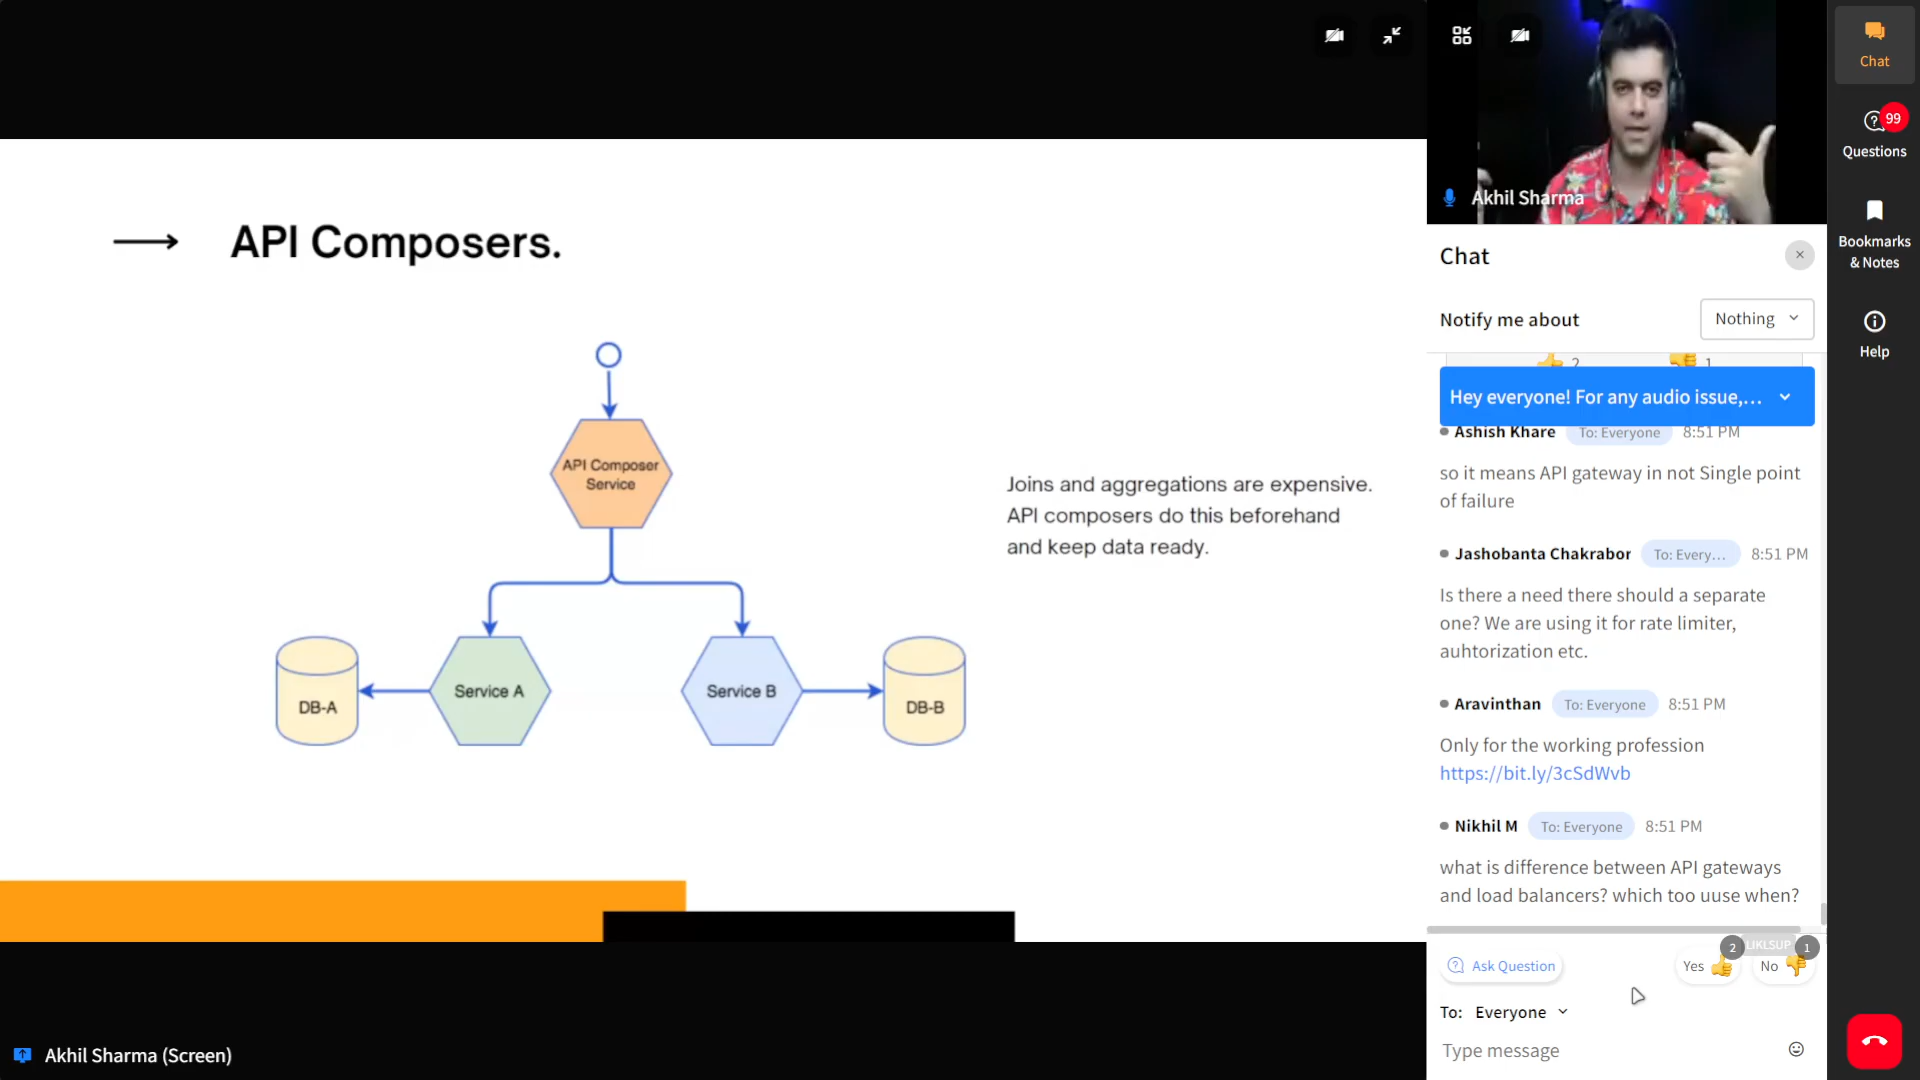 API Composers.
API Composer
Service
Service A
Service B
DB-A
DB-B
Joins and aggregations are expensive.
API composers do this beforehand
and keep data ready.
Akhil Sharma (Screen)
Akhil Sharma
Chat
Notify me about
Nothing
2
1
Hey everyone! For any audio issue,...
Ashish Khare To: Everyone 8:51 PM
so it means API gateway in not Single point
of failure
Jashobanta Chakrabor To: Every... 8:51 PM
Is there a need there should a separate
one? We are using it for rate limiter,
auhtorization etc.
Aravinthan To: Everyone 8:51 PM
Only for the working profession
https://bit.ly/3cSdWvb
Nikhil M To: Everyone 8:51 PM
what is difference between API gateways
and load balancers? which too uuse when?
Ask Question
Yes
2
No
1
To: Everyone
Type message
Chat
99
Questions
Bookmarks
& Notes
Help